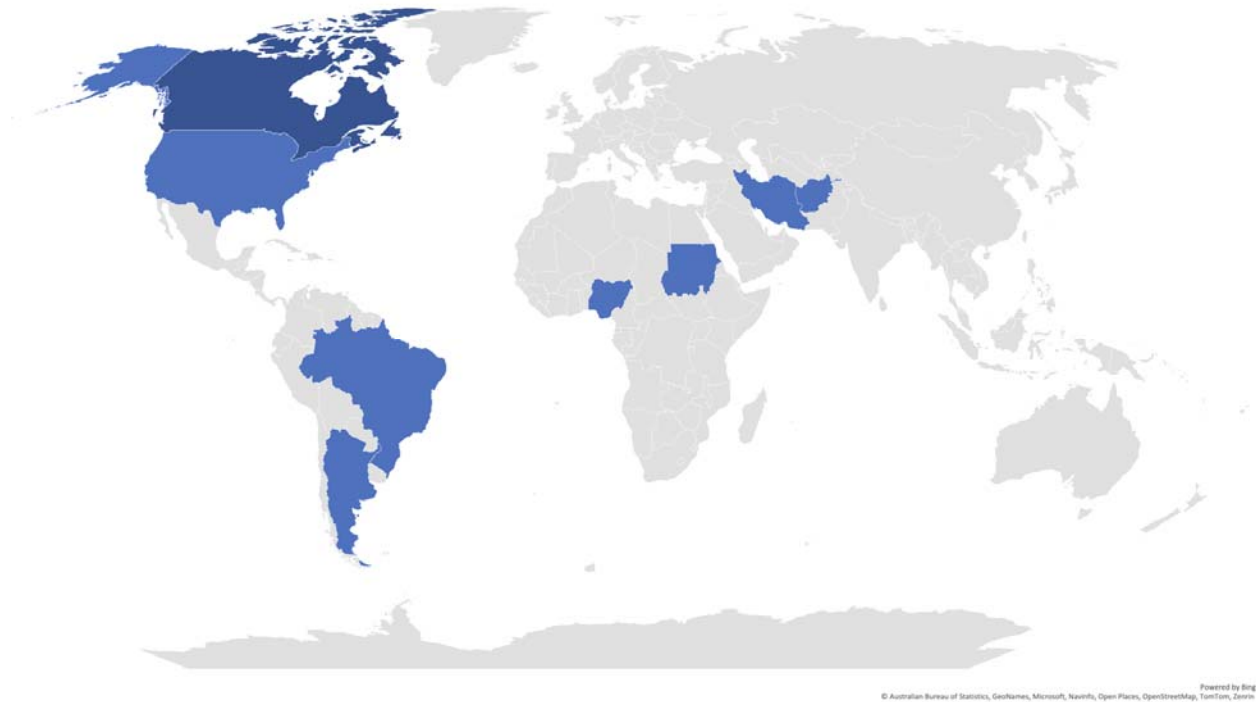 Powered by Bing
© Australian Bureau of Statistics, GeoNames, Microsoft, Navinfo, Open Places, OpenStreetMap, TomTom, Zenrin